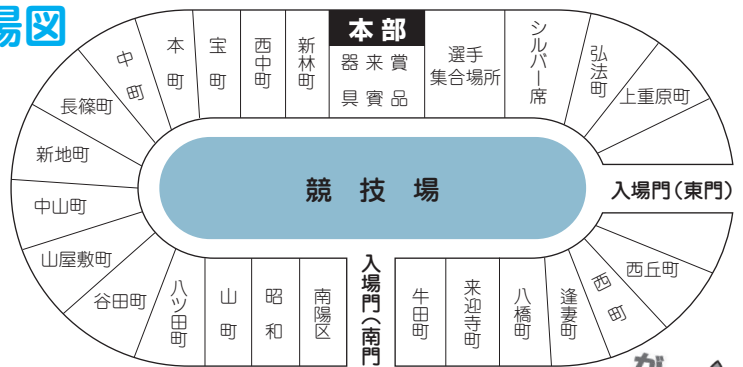 場図
中町
本町
宝町
西中町
新林町
本部
器具
来賓
賞品
選手
集合場所
シルバー席
弘法町
上重原町
長篠町
新地町
中山町
山屋敷町
谷田町
競技場
入場門(東門)
八ツ田町
山町
昭和
南陽区
入場門(南門
牛田町
来迎寺町
八橋町
逢妻町
西町
西丘町
が